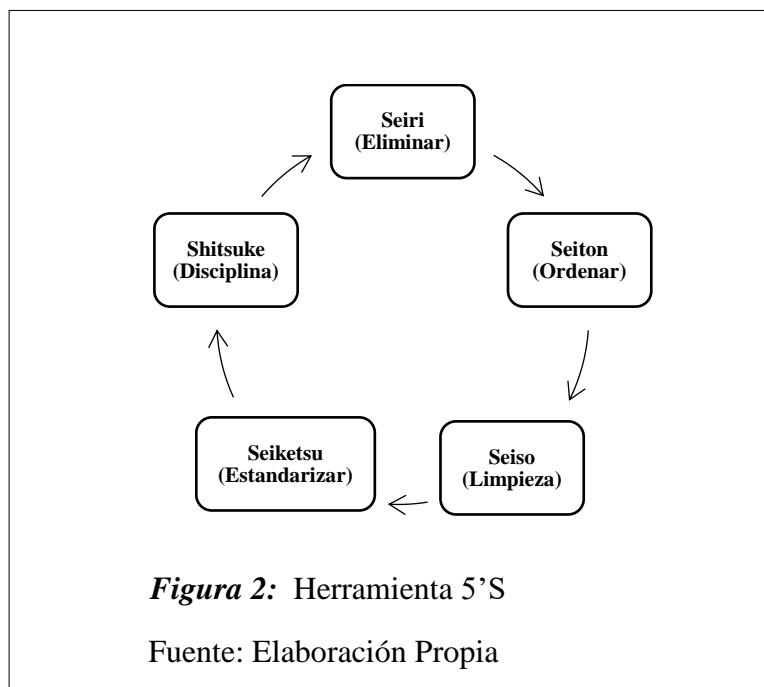 Seiri
(Eliminar)
Seiton
(Ordenar)
Seiso
(Limpieza)
Seiketsu
(Estandarizar)
Shitsuke
(Disciplina)
Figura 2: Herramienta 5’S
Fuente: Elaboración Propia